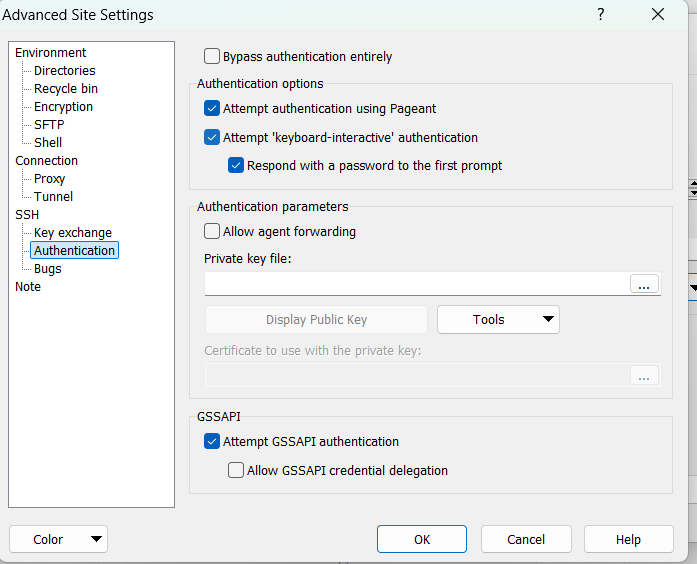 Advanced Site Settings
?
Environment
Directories
Recycle bin
Encryption
SFTP
Shell
Connection
Proxy
Tunnel
SSH
Key exchange
Authentication
Bugs
Note
Bypass authentication entirely
Authentication options
Attempt authentication using Pageant
Attempt 'keyboard-interactive' authentication
Respond with a password to the first prompt
Authentication parameters
Allow agent forwarding
Private key file:
...
Display Public Key
Tools
Certificate to use with the private key:
...
GSSAPI
Attempt GSSAPI authentication
Allow GSSAPI credential delegation
Color
OK
Cancel
Help